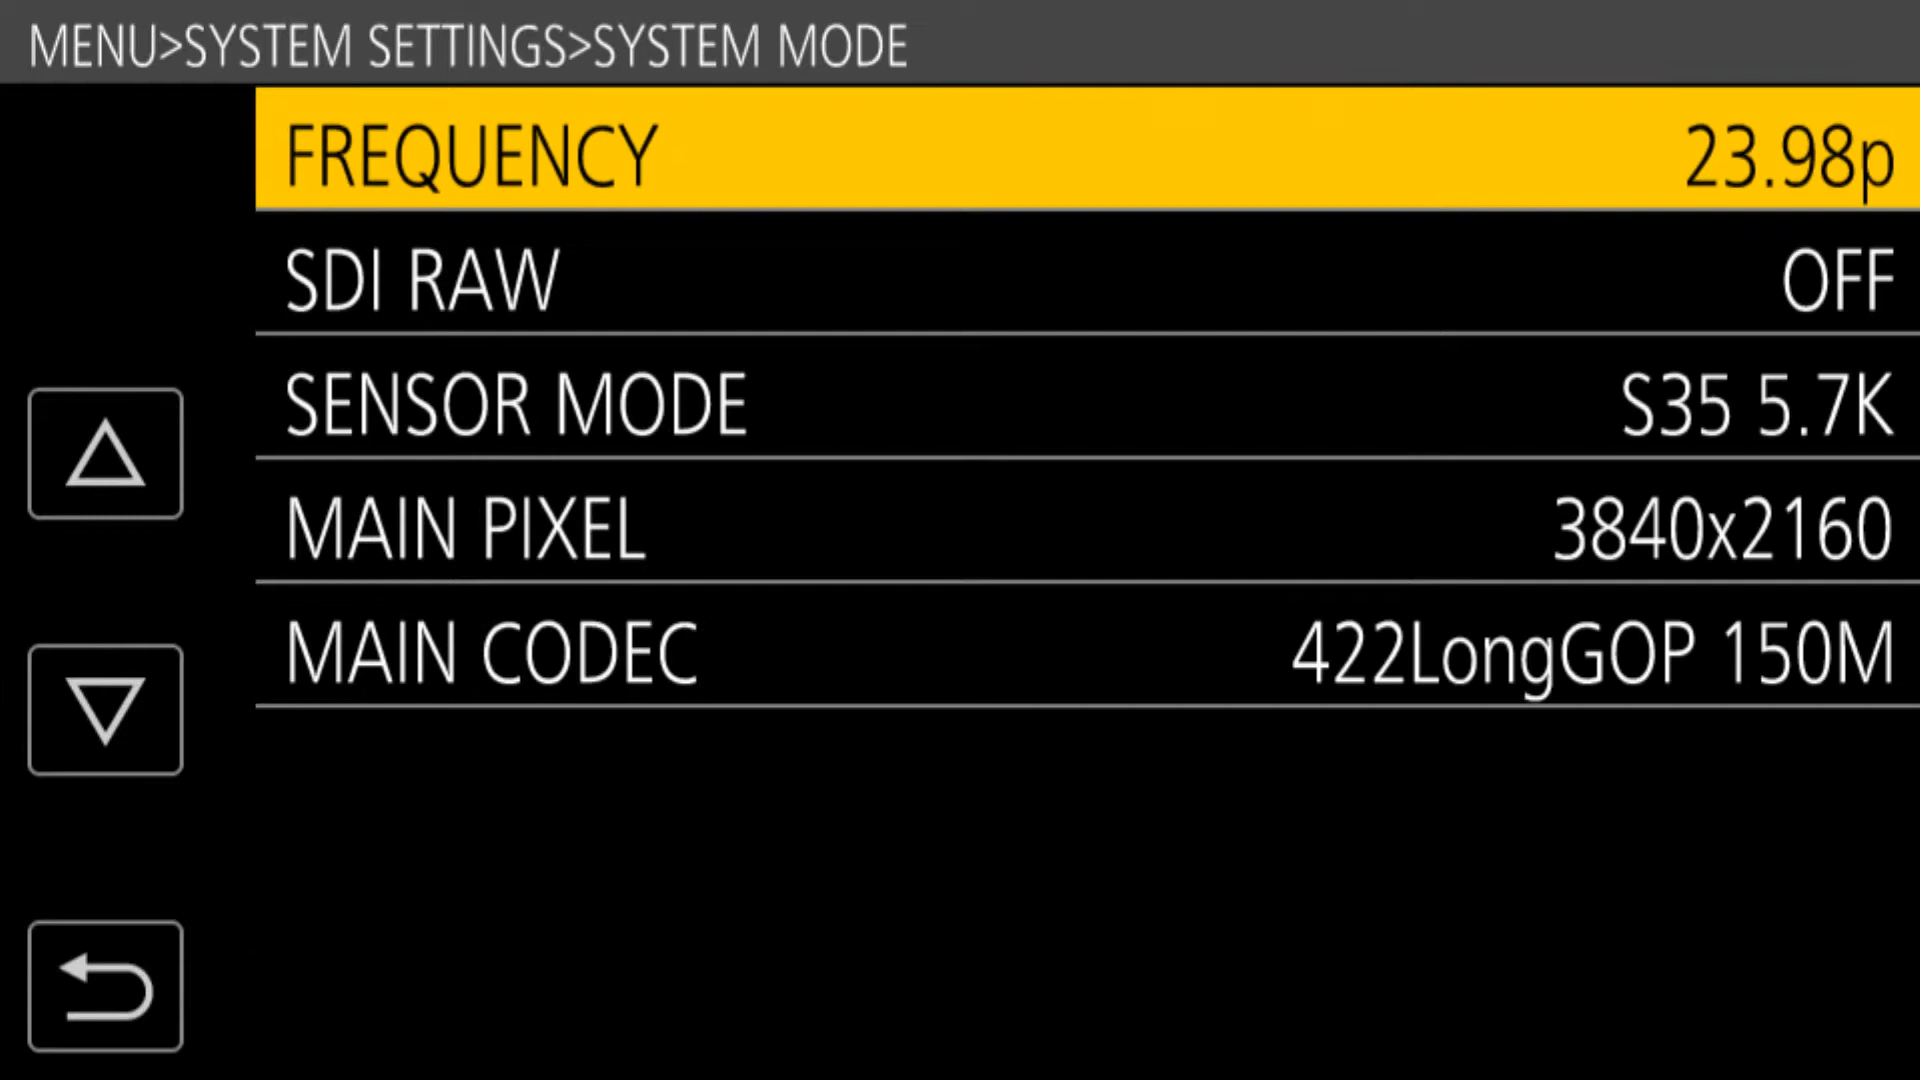 MENU>SYSTEM SETTINGS>SYSTEM MODE
FREQUENCY 23.98p
SDI RAW OFF
SENSOR MODE S35 5.7K
MAIN PIXEL 3840x2160
MAIN CODEC 422LongGOP 150M